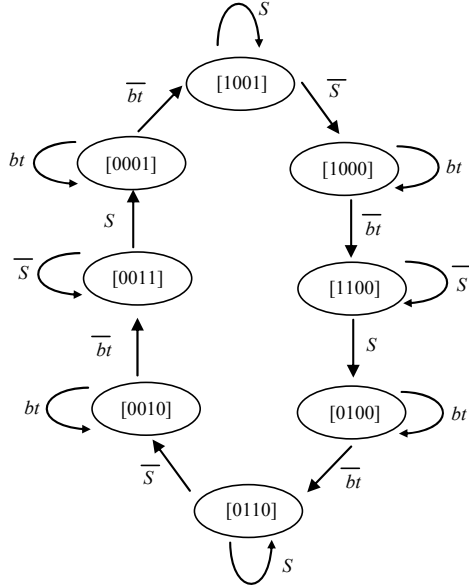 S
[1001]
b̅t̅
S̅
bt
[0001]
[1000]
bt
S
b̅t̅
S̅
[0011]
[1100]
S̅
b̅t̅
S
bt
[0010]
[0100]
bt
S̅
b̅t̅
[0110]
S